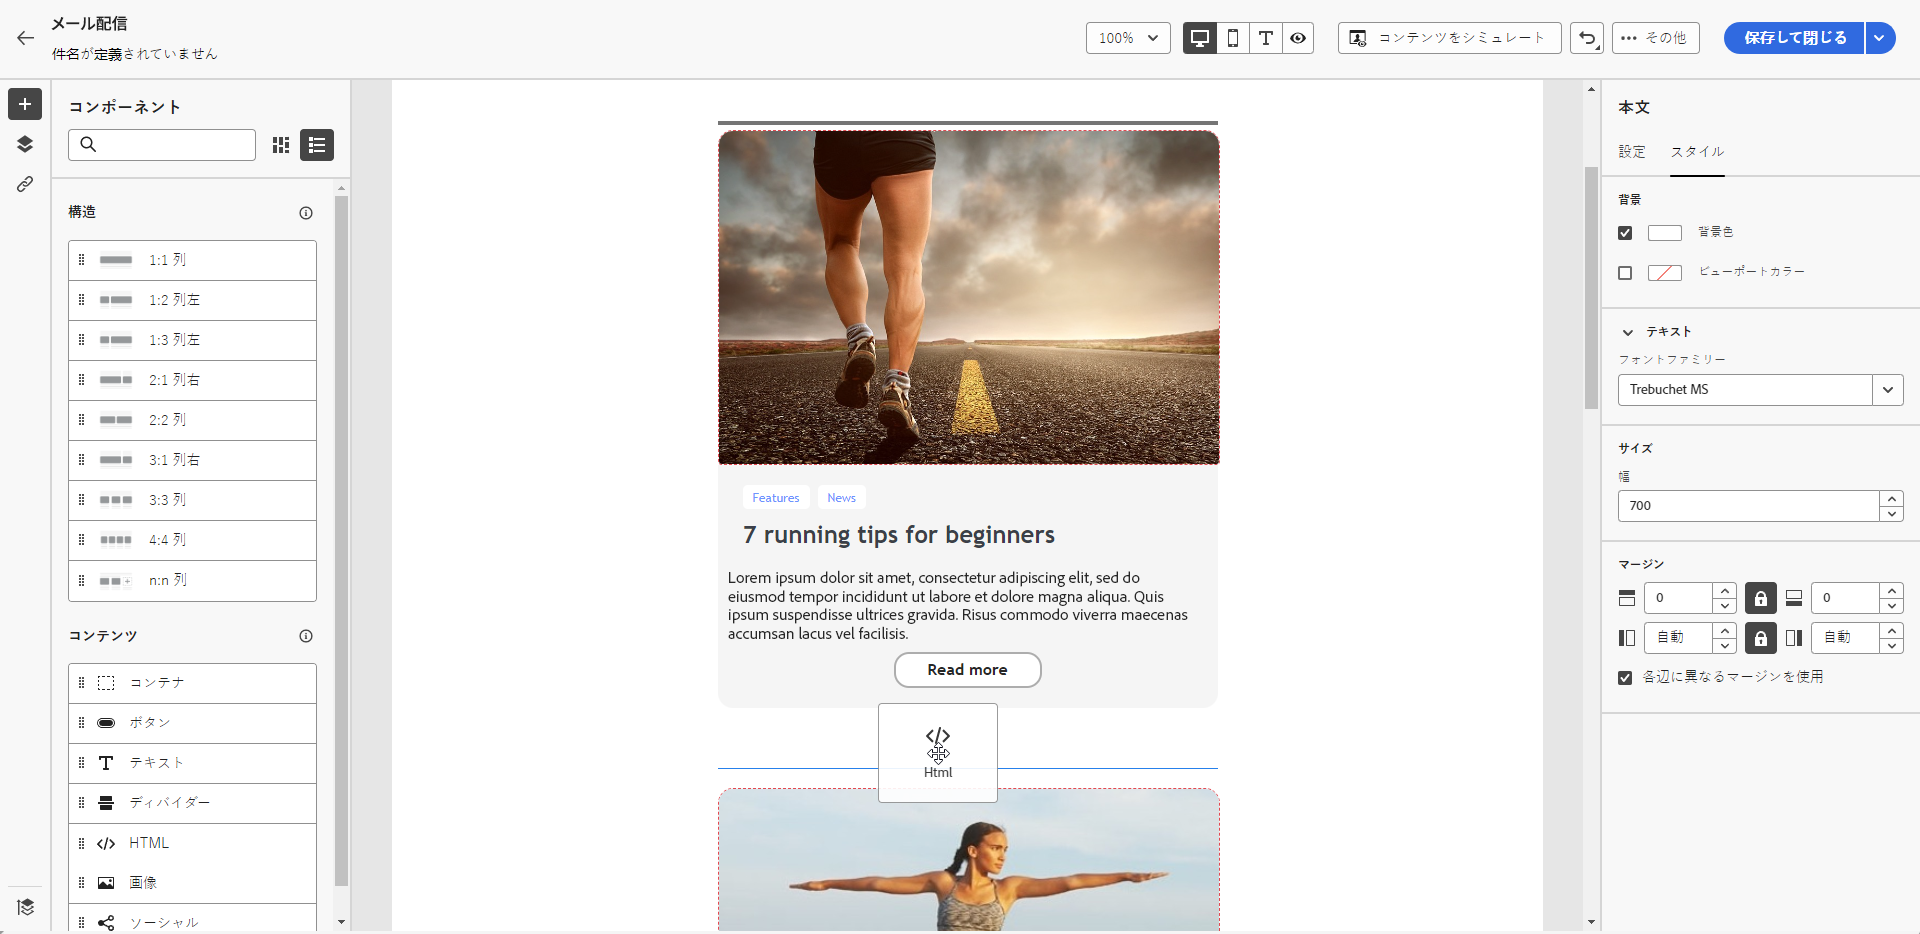 メール配信
件名が定義されていません
100%
コンテンツをシミュレート
その他
保存して閉じる
コンポーネント
構造
1:1 列
1:2 列左
1:3 列左
2:1 列右
2:2 列
3:1 列右
3:3 列
4:4 列
n:n 列
コンテンツ
コンテナ
ボタン
テキスト
ディバイダー
HTML
画像
ソーシャル
Features
News
7 running tips for beginners
Lorem ipsum dolor sit amet, consectetur adipiscing elit, sed do
eiusmod tempor incididunt ut labore et dolore magna aliqua. Quis
ipsum suspendisse ultrices gravida. Risus commodo viverra maecenas
accumsan lacus vel facilisis.
Read more
Html
本文
設定
スタイル
背景
背景色
ビューポートカラー
テキスト
フォントファミリー
Trebuchet MS
サイズ
幅
700
マージン
0
0
自動
自動
各辺に異なるマージンを使用